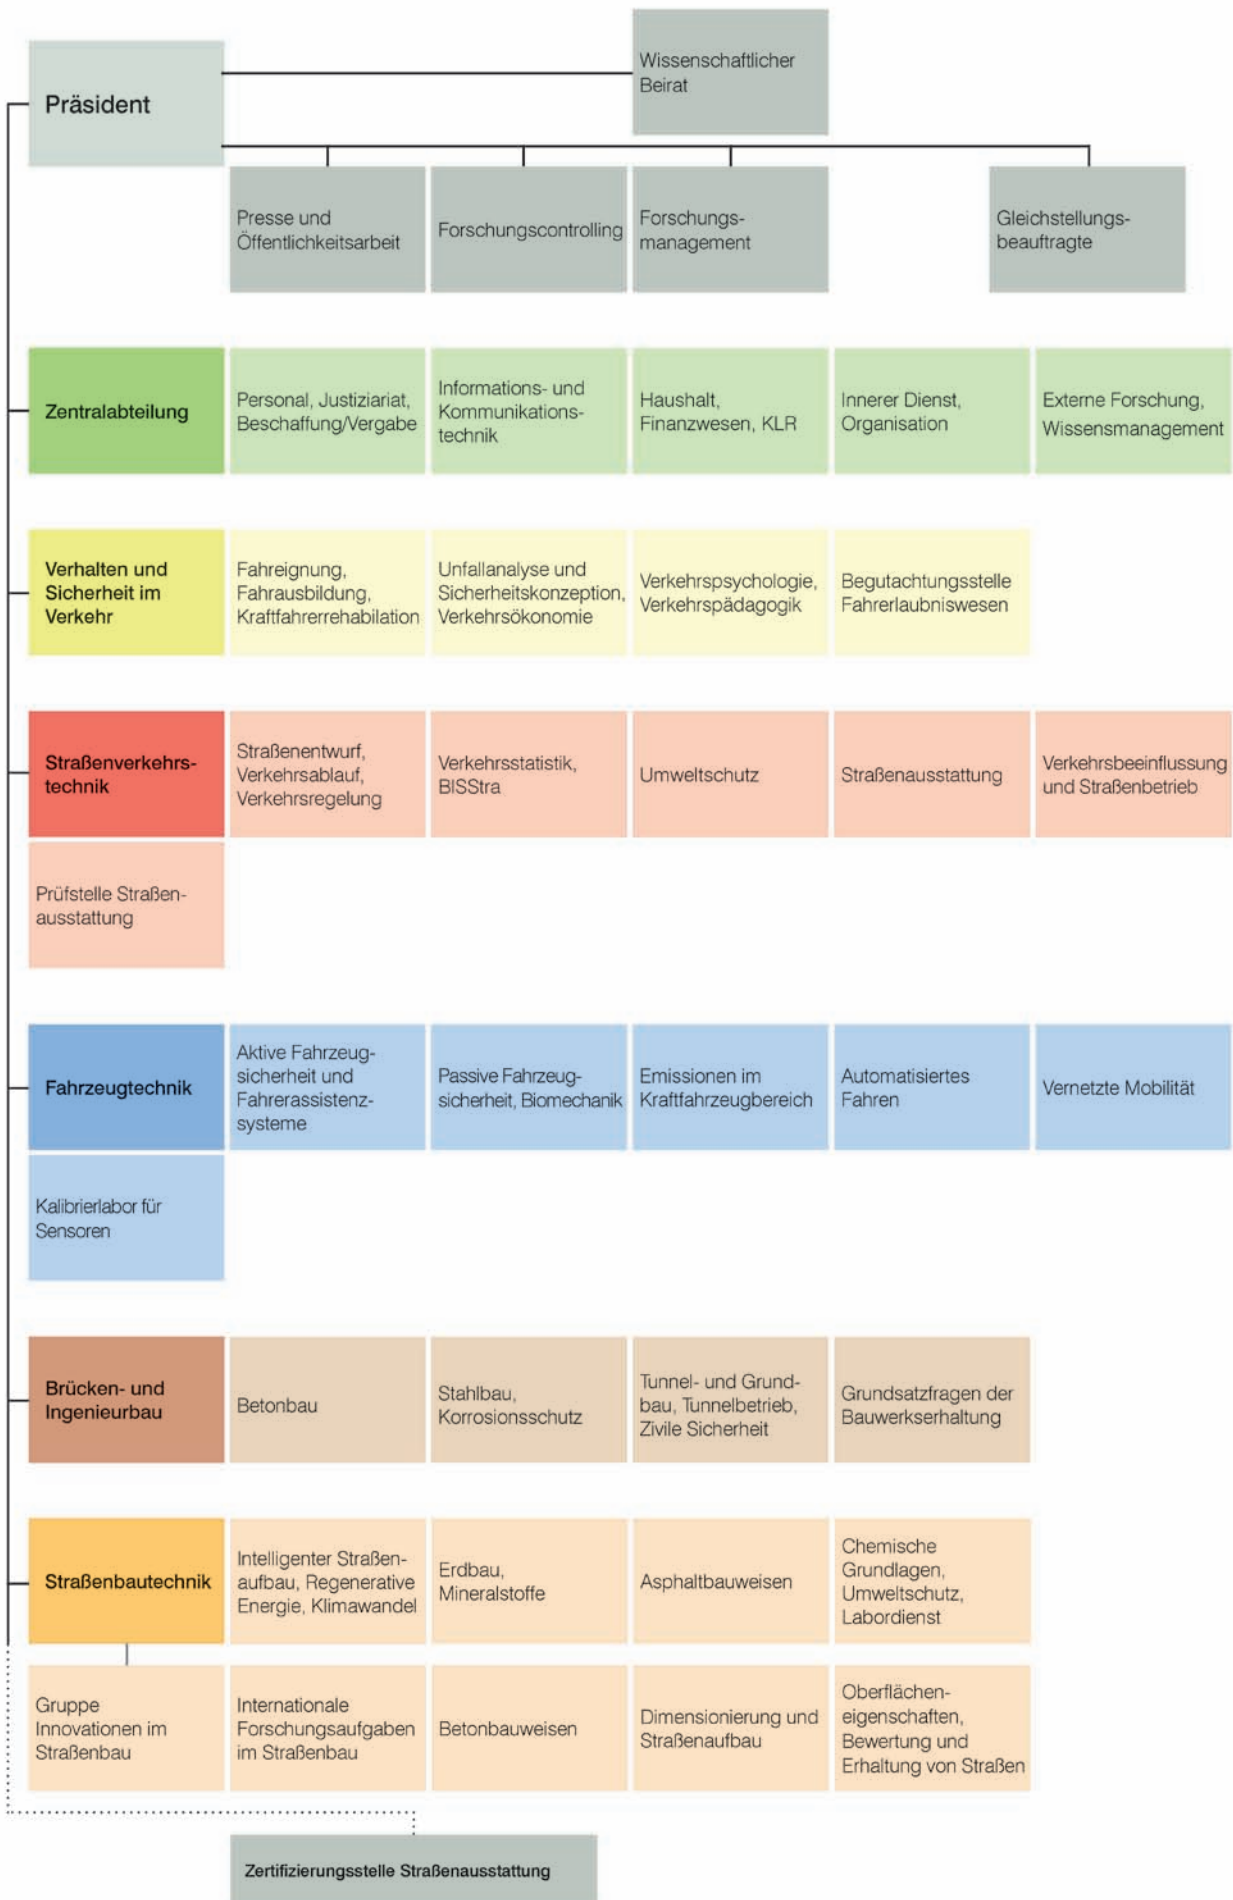 Präsident
Wissenschaftlicher
Beirat
Presse und
Öffentlichkeitsarbeit
Forschungscontrolling
Forschungs-
management
Gleichstellungs-
beauftragte
Zentralabteilung
Personal, Justiziariat,
Beschaffung/Vergabe
Informations- und
Kommunikations-
technik
Haushalt,
Finanzwesen, KLR
Innerer Dienst,
Organisation
Externe Forschung,
Wissensmanagement
Verhalten und
Sicherheit im
Verkehr
Fahreignung,
Fahrausbildung,
Kraftfahrerrehabilation
Unfallanalyse und
Sicherheitskonzeption,
Verkehrsökonomie
Verkehrspsychologie,
Verkehrspädagogik
Begutachtungsstelle
Fahrerlaubniswesen
Straßenverkehrs-
technik
Straßenentwurf,
Verkehrsablauf,
Verkehrsregelung
Verkehrsstatistik,
BISStra
Umweltschutz
Straßenausstattung
Verkehrsbeeinflussung
und Straßenbetrieb
Prüfstelle Straßen-
ausstattung
Fahrzeugtechnik
Aktive Fahrzeug-
sicherheit und
Fahrerassistenz-
systeme
Passive Fahrzeug-
sicherheit, Biomechanik
Emissionen im
Kraftfahrzeugbereich
Automatisiertes
Fahren
Vernetzte Mobilität
Kalibrierlabor für
Sensoren
Brücken- und
Ingenieurbau
Betonbau
Stahlbau,
Korrosionsschutz
Tunnel- und Grund-
bau, Tunnelbetrieb,
Zivile Sicherheit
Grundsatzfragen der
Bauwerkserhaltung
Straßenbautechnik
Intelligenter Straßen-
aufbau, Regenerative
Energie, Klimawandel
Erdbau,
Mineralstoffe
Asphaltbauweisen
Chemische
Grundlagen,
Umweltschutz,
Labordienst
Gruppe
Innovationen im
Straßenbau
Internationale
Forschungsaufgaben
im Straßenbau
Betonbauweisen
Dimensionierung und
Straßenaufbau
Oberflächen-
eigenschaften,
Bewertung und
Erhaltung von Straßen
Zertifizierungsstelle Straßenausstattung